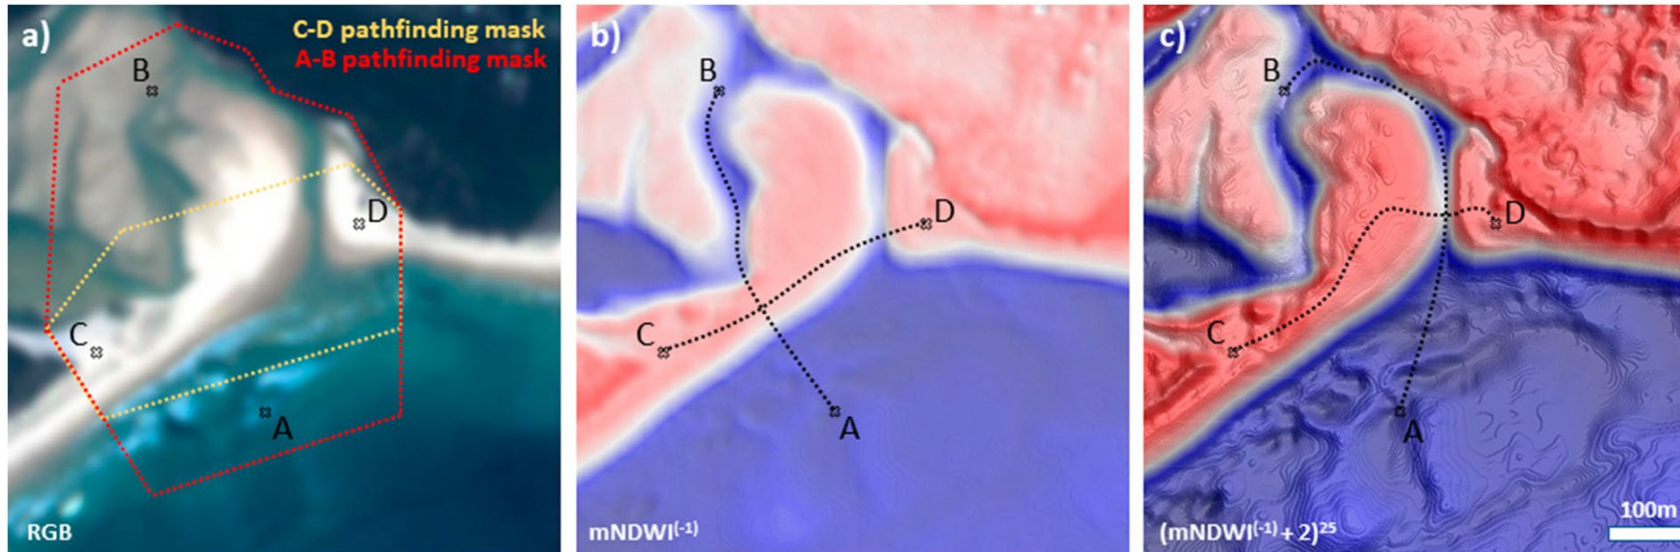 a)
C-D pathfinding mask
A-B pathfinding mask
B
D
C
A
RGB
b)
B
D
C
A
mNDWI⁽⁻¹⁾
c)
B
D
C
A
(mNDWI⁽⁻¹⁾ + 2)²⁵
100m